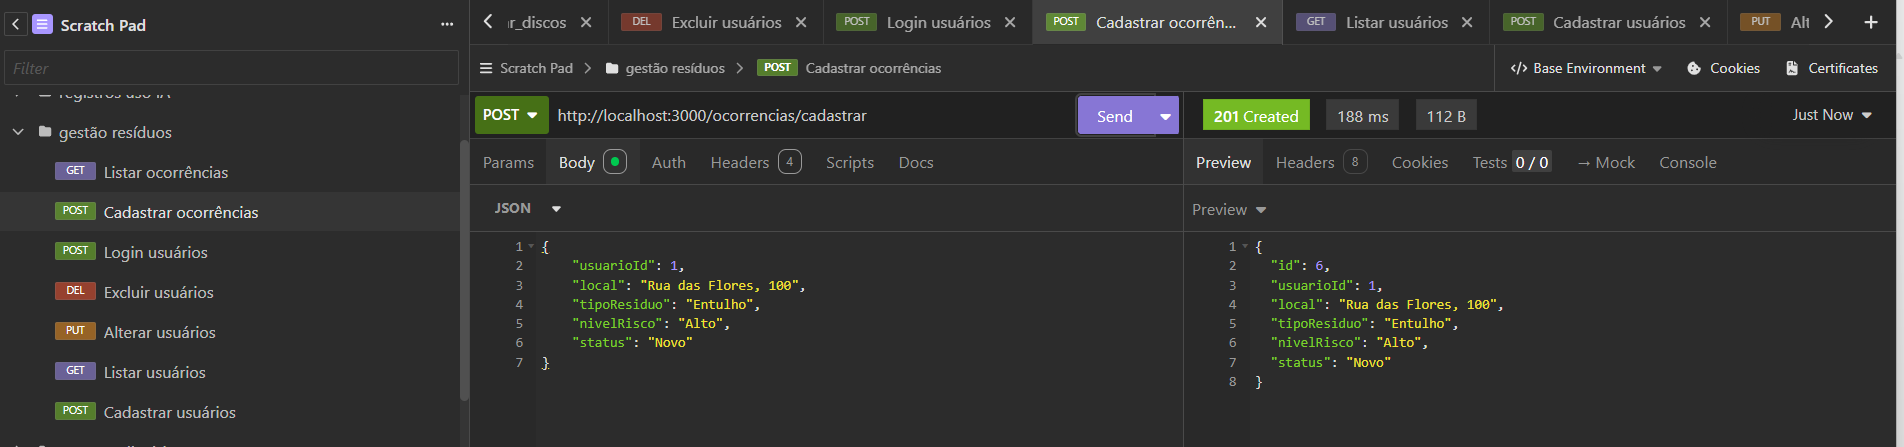 Scratch Pad
Filter
registros uso IA
gestão resíduos
GET Listar ocorrências
POST Cadastrar ocorrências
POST Login usuários
DEL Excluir usuários
PUT Alterar usuários
GET Listar usuários
POST Cadastrar usuários
ar_discos
DEL Excluir usuários
POST Login usuários
POST Cadastrar ocorrên...
GET Listar usuários
POST Cadastrar usuários
PUT Alt
Scratch Pad > gestão resíduos > POST Cadastrar ocorrências
</> Base Environment
Cookies
Certificates
POST http://localhost:3000/ocorrencias/cadastrar
Send
201 Created 188 ms 112 B
Just Now
Params Body Auth Headers 4 Scripts Docs
Preview Headers 8 Cookies Tests 0 / 0 → Mock Console
JSON
1 {
2 "usuarioId": 1,
3 "local": "Rua das Flores, 100",
4 "tipoResiduo": "Entulho",
5 "nivelRisco": "Alto",
6 "status": "Novo"
7 }
Preview
1 {
2 "id": 6,
3 "usuarioId": 1,
4 "local": "Rua das Flores, 100",
5 "tipoResiduo": "Entulho",
6 "nivelRisco": "Alto",
7 "status": "Novo"
8 }